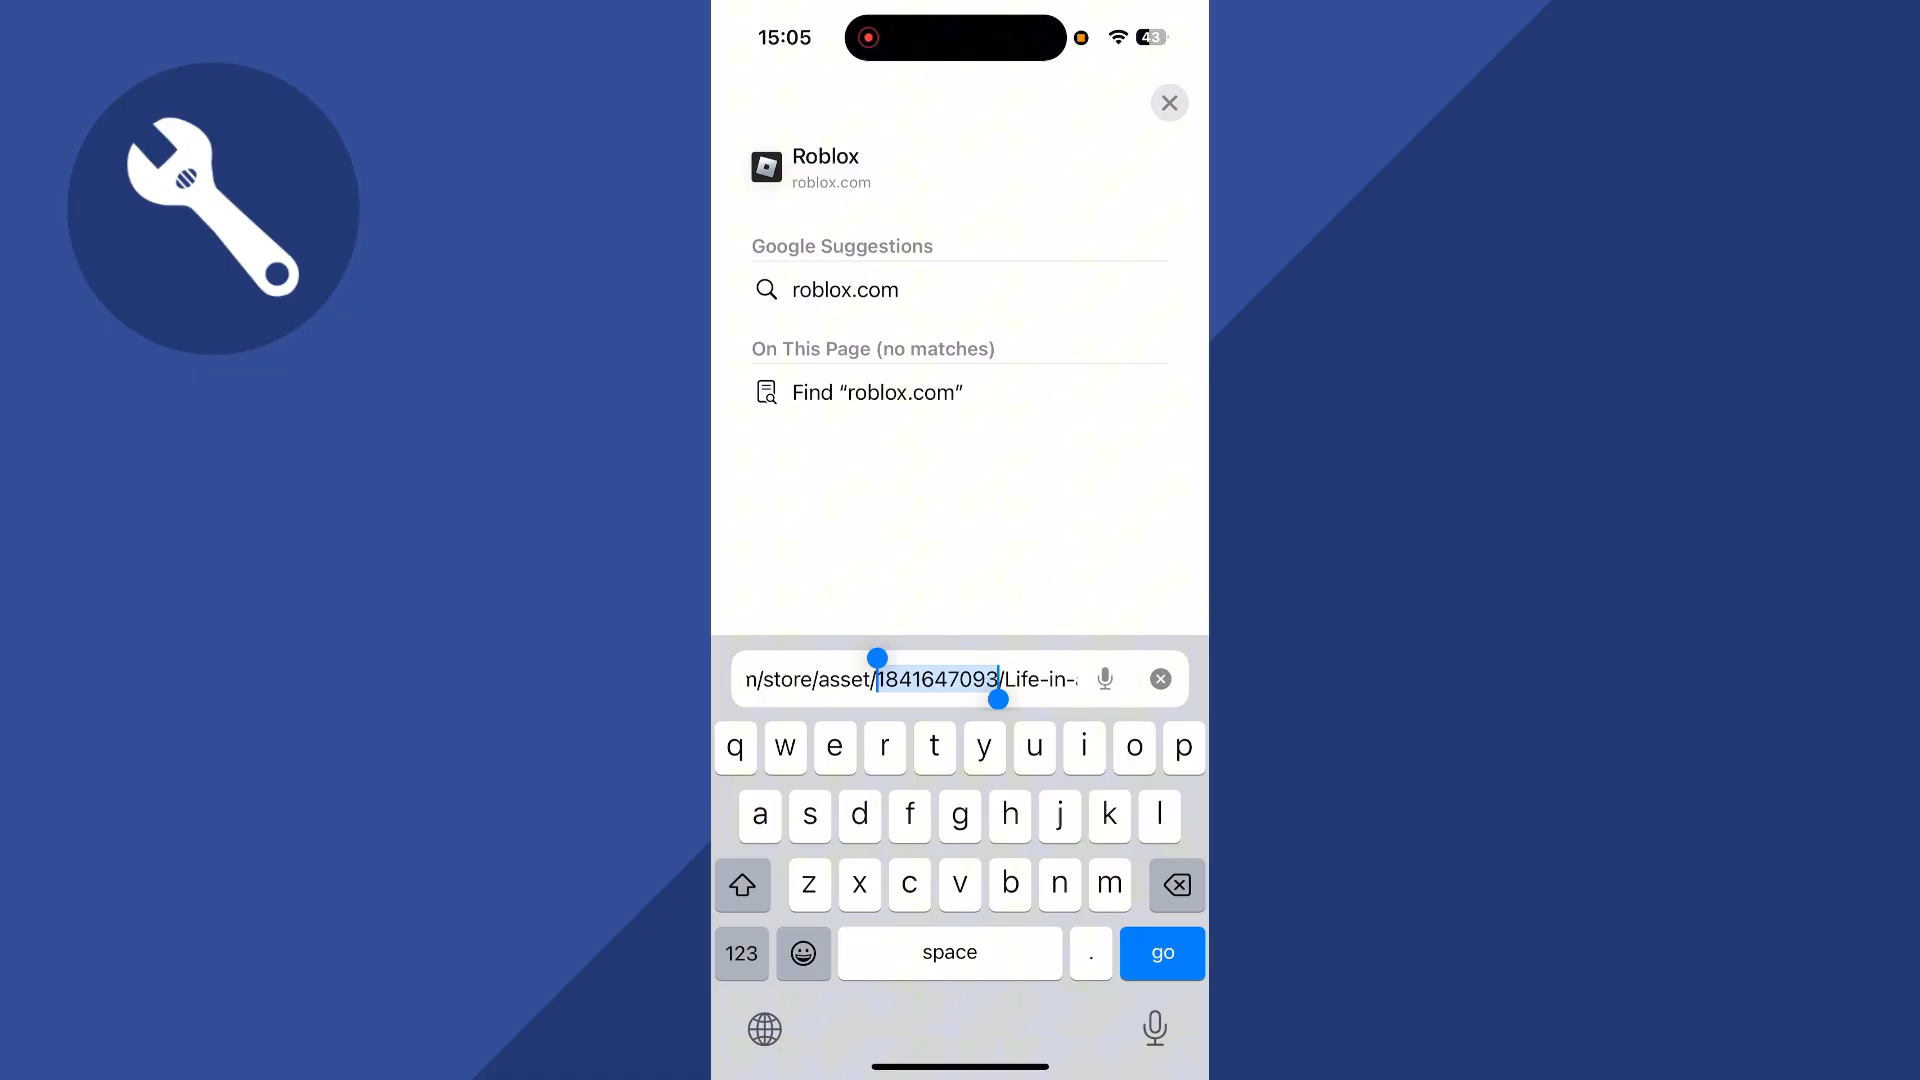 15:05
43
Roblox
roblox.com
Google Suggestions
roblox.com
On This Page (no matches)
Find “roblox.com”
n/store/asset/1841647093/Life-in-
q w e r t y u i o p
a s d f g h j k l
z x c v b n m
123 space . go